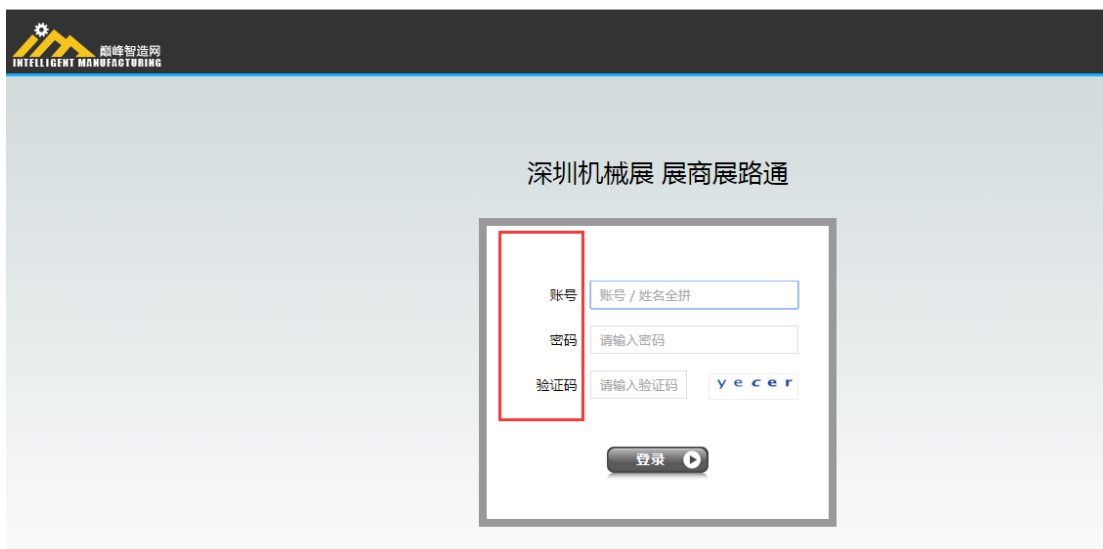 巅峰智造网
INTELLIGENT MANUFACTURING
深圳机械展 展商展路通
账号 账号 / 姓名全拼
密码 请输入密码
验证码 请输入验证码 yecer
登录